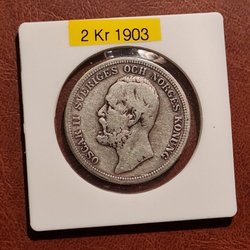 2 Kr 1903
OSCAR II SVERIGES OCH NORGES KONUNG